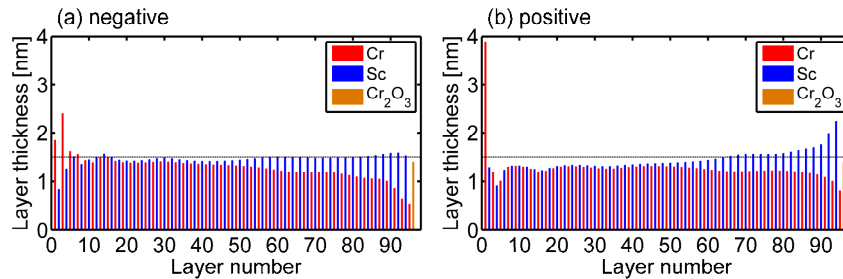 (a) negative
Layer thickness [nm]
4
3
2
1
0
0 10 20 30 40 50 60 70 80 90
Layer number
Cr
Sc
Cr2O3
(b) positive
Layer thickness [nm]
4
3
2
1
0
0 10 20 30 40 50 60 70 80 90
Layer number
Cr
Sc
Cr2O3